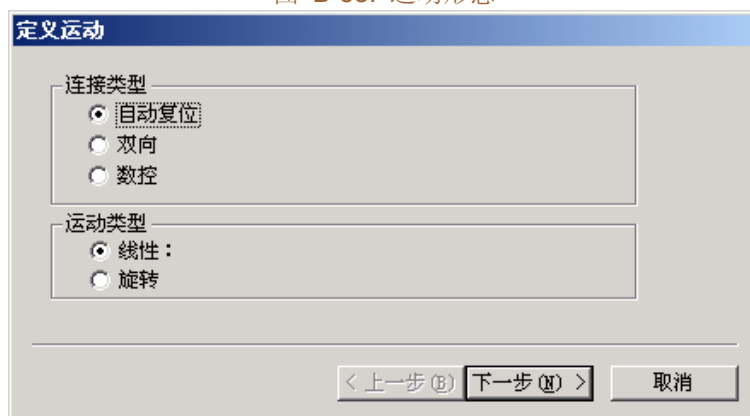 定义运动
连接类型
自动复位
双向
数控
运动类型
线性：
旋转
< 上一步(B) 下一步(N) > 取消